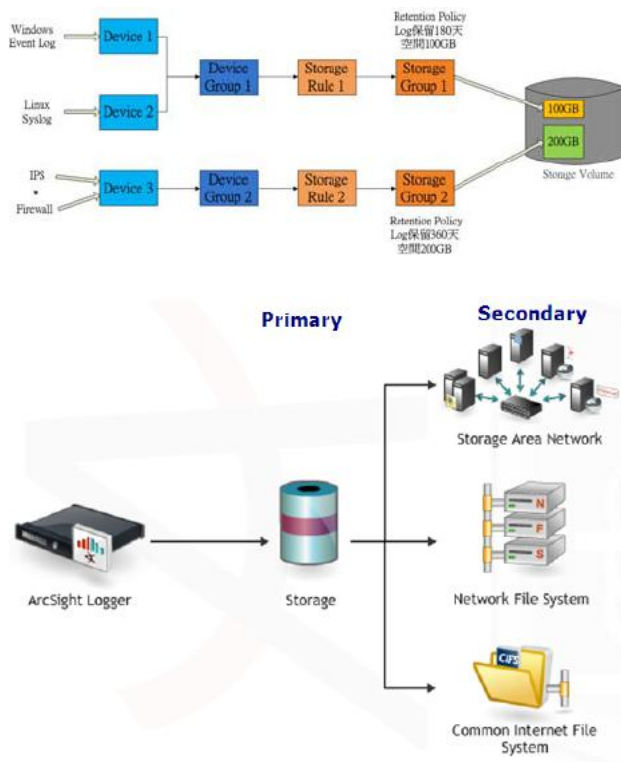 Windows
Event Log
Device 1
Linux
Syslog
Device 2
Device
Group 1
Storage
Rule 1
Retention Policy
Log保留180天
空間100GB
Storage
Group 1
100GB
200GB
Storage Volume
IPS
Firewall
Device 3
Device
Group 2
Storage
Rule 2
Storage
Group 2
Retention Policy
Log保留360天
空間200GB
Primary
Secondary
Storage Area Network
ArcSight Logger
Storage
N
F
S
Network File System
CIFS
Common Internet File
System